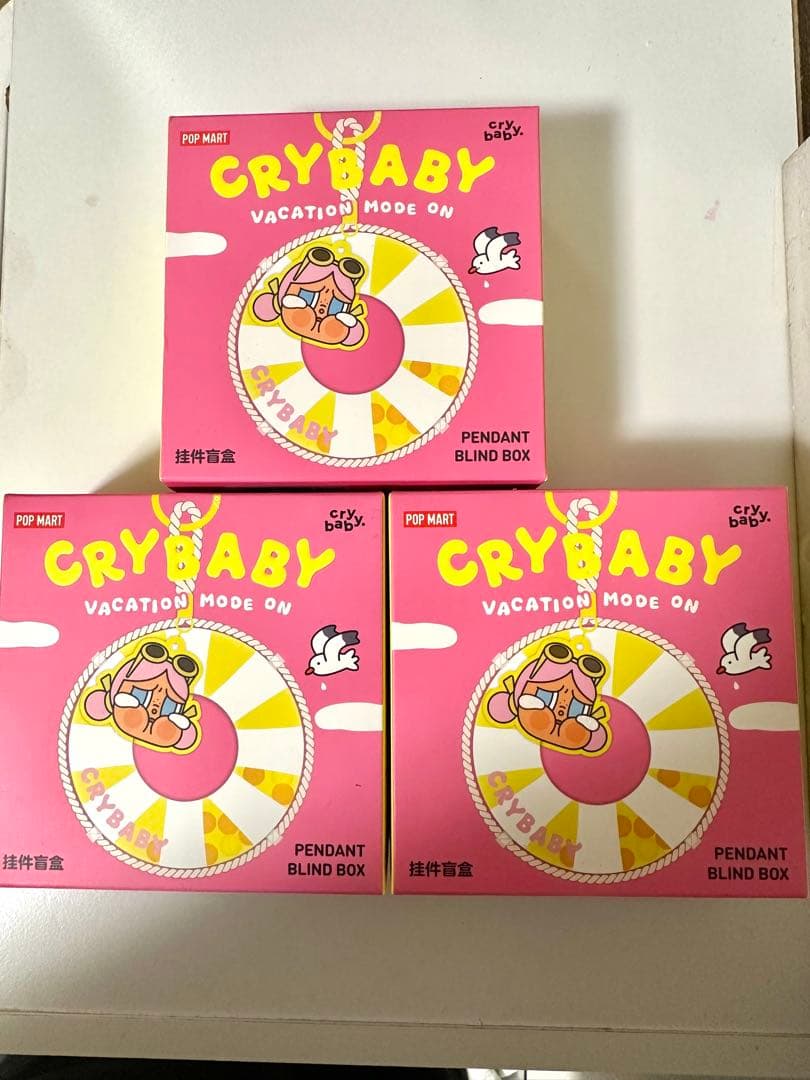 POP MART
cry
baby.
CRYBABY
VACATION MODE ON
CRYBABY
挂件盲盒
PENDANT
BLIND BOX
POP MART
cry
baby.
CRYBABY
VACATION MODE ON
CRYBABY
挂件盲盒
PENDANT
BLIND BOX
POP MART
cry
baby.
CRYBABY
VACATION MODE ON
CRYBABY
挂件盲盒
PENDANT
BLIND BOX